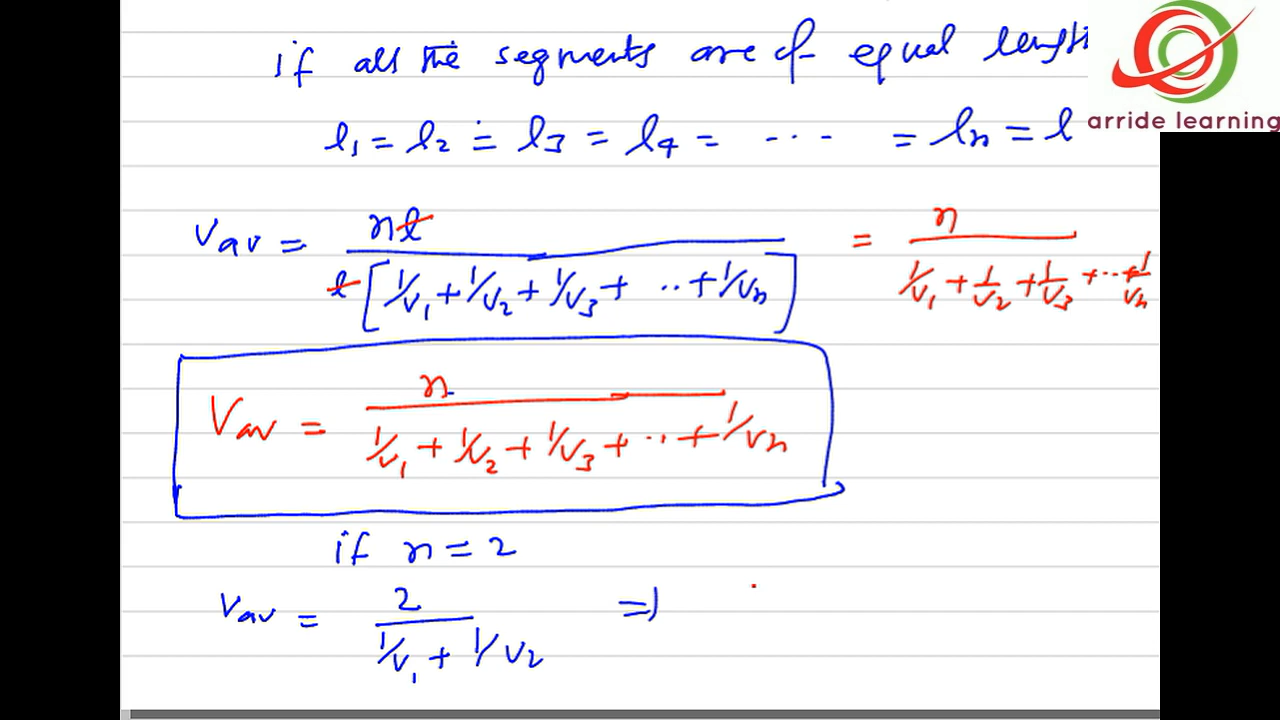 if all the segments are of equal length
arride learning
l₁ = l₂ = l₃ = l₄ = ... = lₙ = l
Vav = nl / l[1/v₁ + 1/v₂ + 1/v₃ + .. + 1/vₙ] = n / (1/v₁ + 1/v₂ + 1/v₃ + ... + 1/vₙ)
Vav = n / (1/v₁ + 1/v₂ + 1/v₃ + .. + 1/vₙ)
if n = 2
Vav = 2 / (1/v₁ + 1/v₂) ⇒